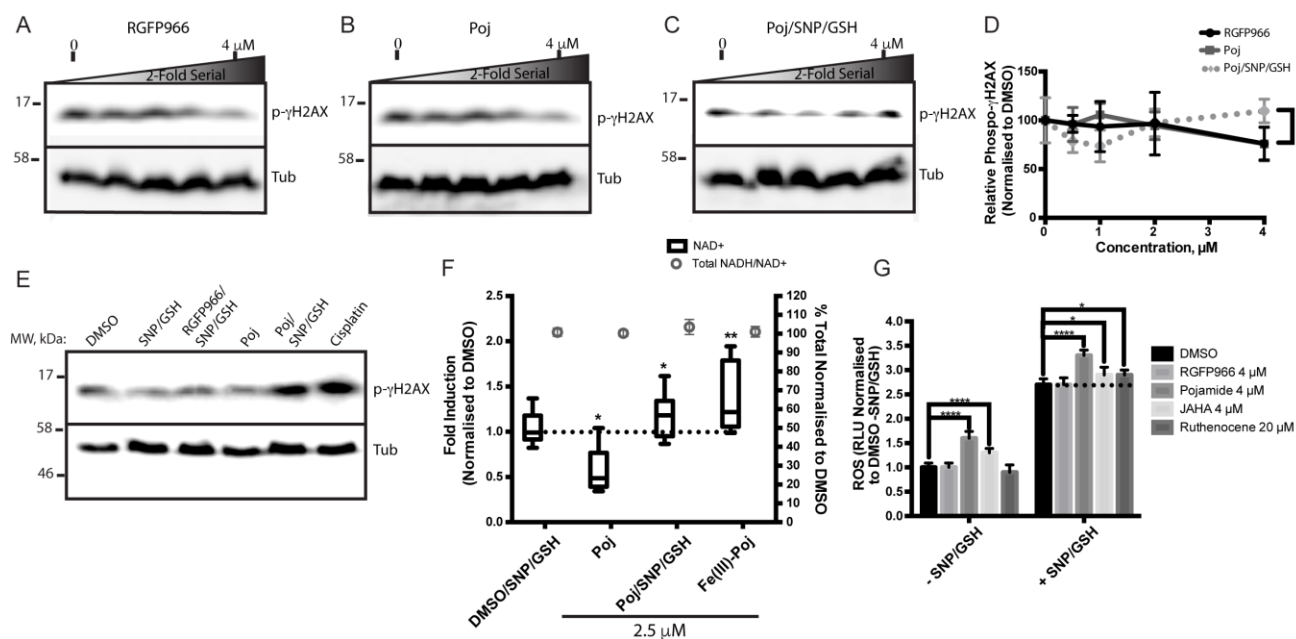 A
RGFP966
0
4 µM
2-Fold Serial
17
p-γH2AX
58
Tub
B
Poj
0
4 µM
2-Fold Serial
17
p-γH2AX
58
Tub
C
Poj/SNP/GSH
0
4 µM
2-Fold Serial
17
p-γH2AX
58
Tub
D
Relative Phospo-γH2AX
(Normalised to DMSO)
150
100
50
0
0
1
2
3
4
Concentration, µM
RGFP966
Poj
Poj/SNP/GSH
E
MW, kDa:
DMSO
SNP/GSH
RGFP966/
SNP/GSH
Poj
Poj/
SNP/GSH
Cisplatin
17
p-γH2AX
58
Tub
46
F
NAD+
Total NADH/NAD+
Fold Induction
(Normalised to DMSO)
2.5
2.0
1.5
1.0
0.5
0.0
*
*
**
120
110
100
90
80
70
60
50
40
30
20
10
0
% Total Normalised to DMSO
DMSO/SNP/GSH
Poj
Poj/SNP/GSH
Fe(III)-Poj
2.5 µM
G
ROS (RLU Normalised
to DMSO -SNP/GSH)
4.0
3.5
3.0
2.5
2.0
1.5
1.0
0.5
0.0
****
****
*
*
****
- SNP/GSH
+ SNP/GSH
DMSO
RGFP966 4 µM
Pojamide 4 µM
JAHA 4 µM
Ruthenocene 20 µM